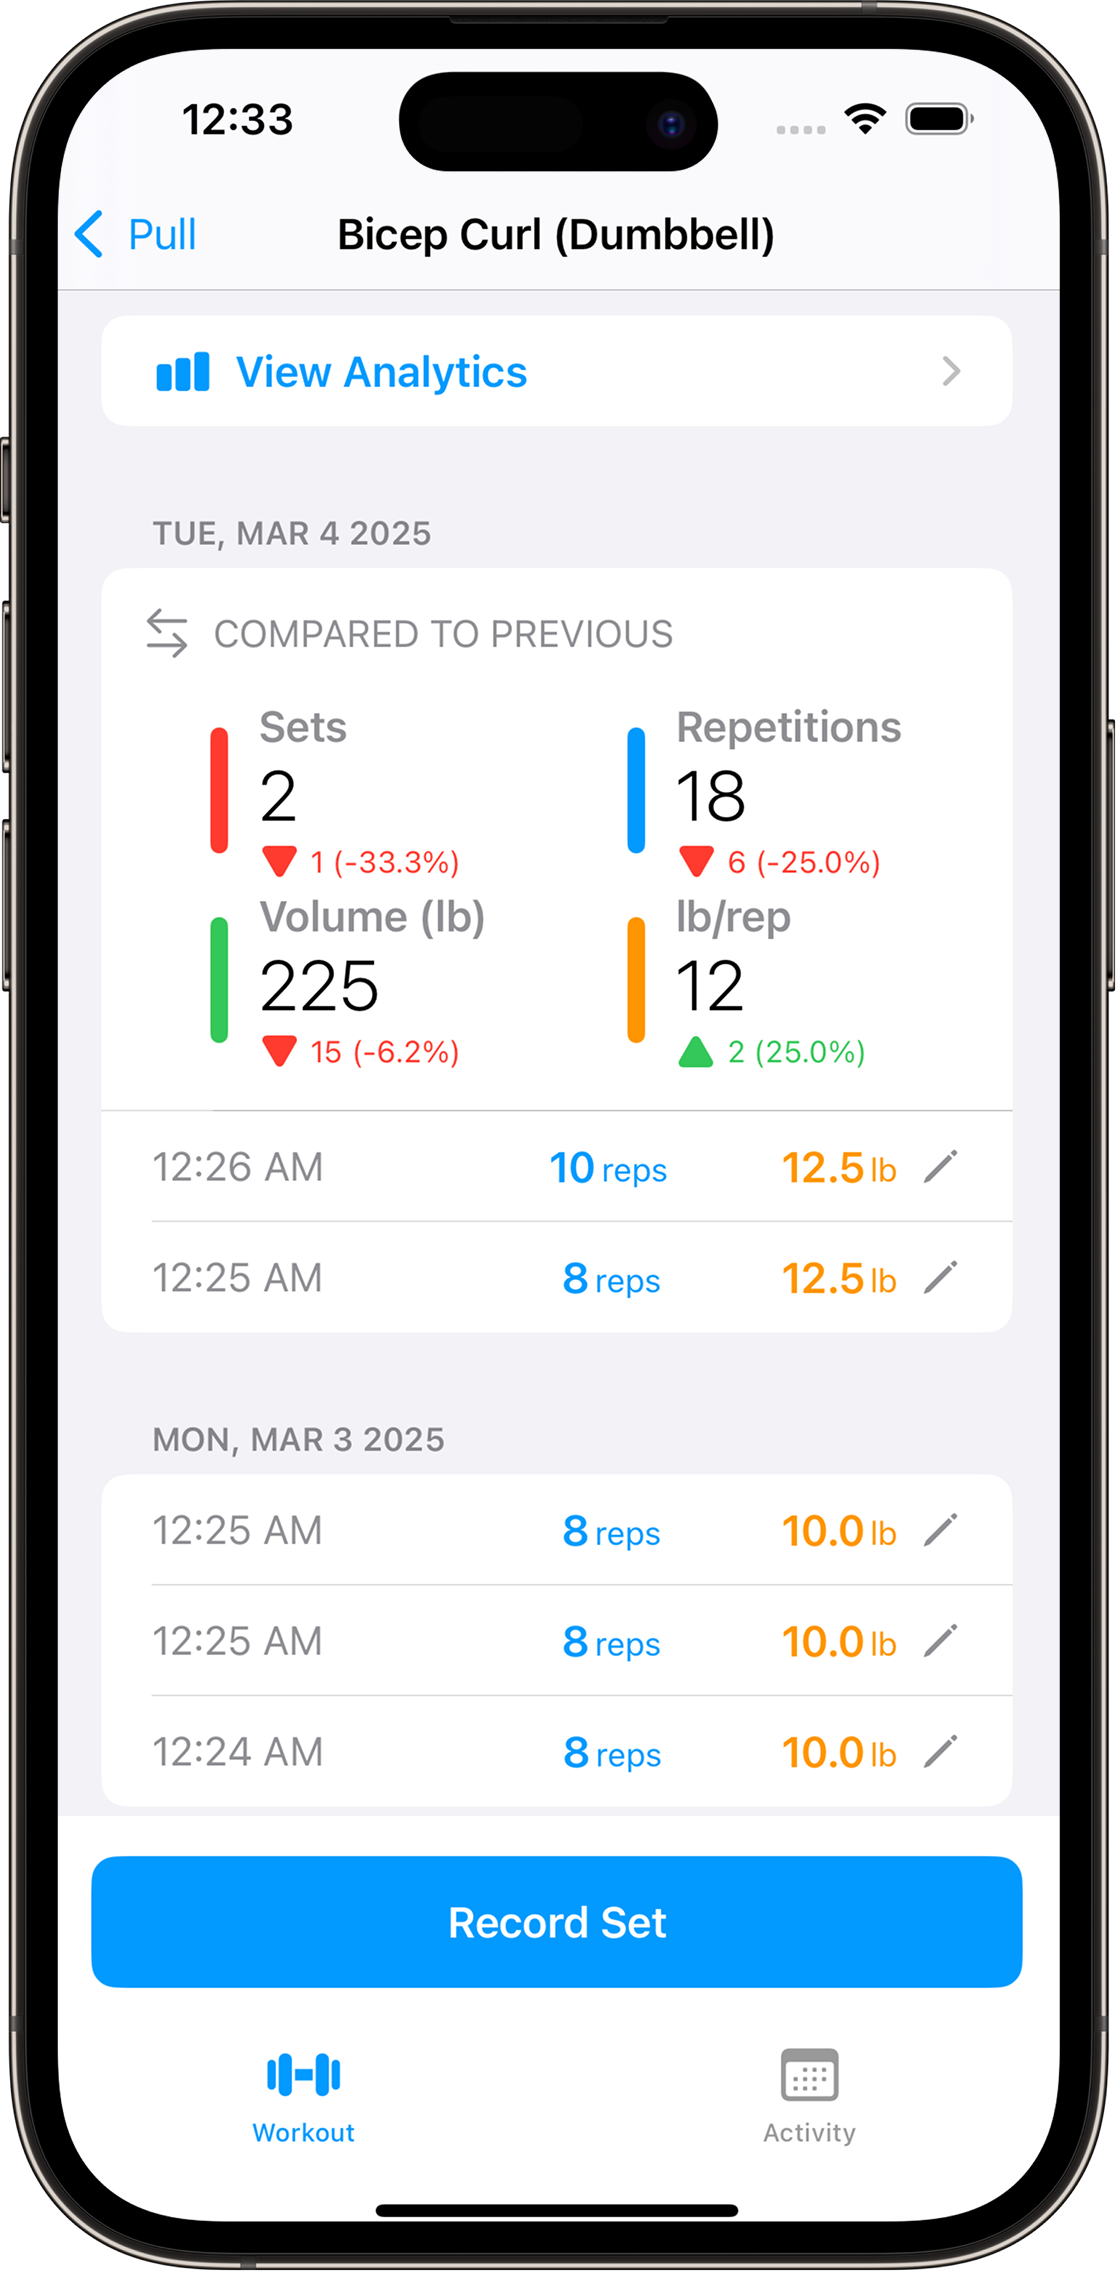 12:33
Pull
Bicep Curl (Dumbbell)
View Analytics
TUE, MAR 4 2025
COMPARED TO PREVIOUS
Sets
2
1 (-33.3%)
Repetitions
18
6 (-25.0%)
Volume (lb)
225
15 (-6.2%)
lb/rep
12
2 (25.0%)
12:26 AM 10 reps 12.5 lb
12:25 AM 8 reps 12.5 lb
MON, MAR 3 2025
12:25 AM 8 reps 10.0 lb
12:25 AM 8 reps 10.0 lb
12:24 AM 8 reps 10.0 lb
Record Set
Workout
Activity